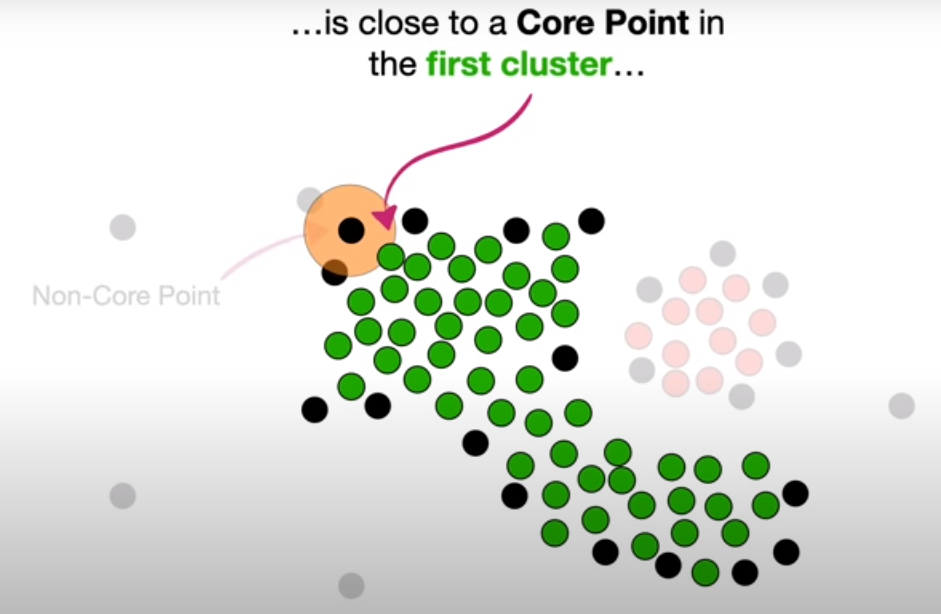 ...is close to a Core Point in
the first cluster...
Non-Core Point